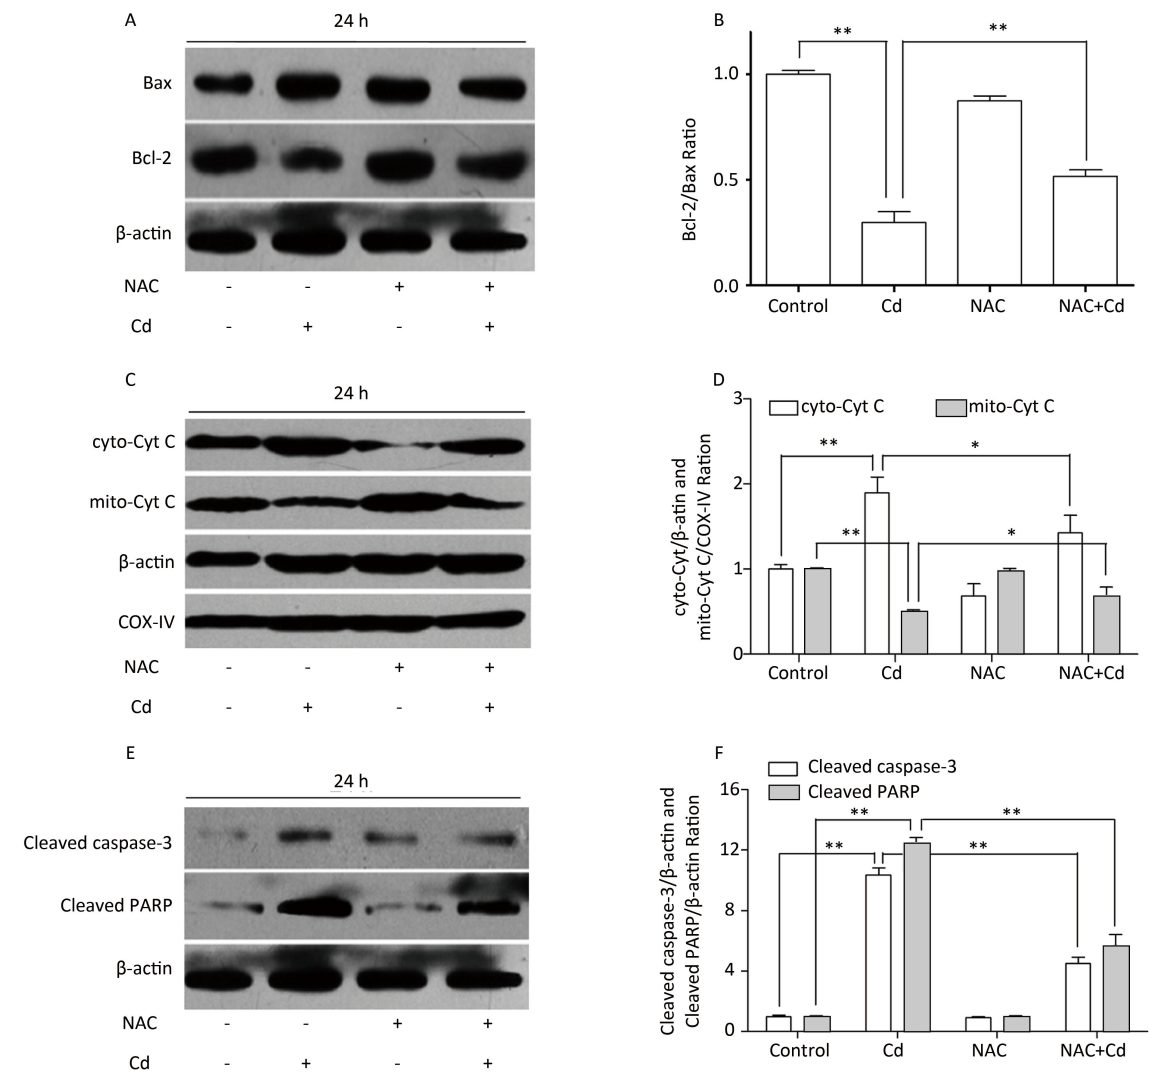 A
24 h
Bax
Bcl-2
β-actin
NAC - - + +
Cd - + - +
B
** **
Bcl-2/Bax Ratio
1.0
0.5
0.0
Control Cd NAC NAC+Cd
C
24 h
cyto-Cyt C
mito-Cyt C
β-actin
COX-IV
NAC - - + +
Cd - + - +
D
cyto-Cyt C mito-Cyt C
cyto-Cyt/β-atin and
mito-Cyt C/COX-IV Ration
3
2
1
0
** *
** *
Control Cd NAC NAC+Cd
E
24 h
Cleaved caspase-3
Cleaved PARP
β-actin
NAC - - + +
Cd - + - +
F
Cleaved caspase-3
Cleaved PARP
Cleaved caspase-3/β-actin and
Cleaved PARP/β-actin Ration
16
12
8
4
0
** **
** **
Control Cd NAC NAC+Cd